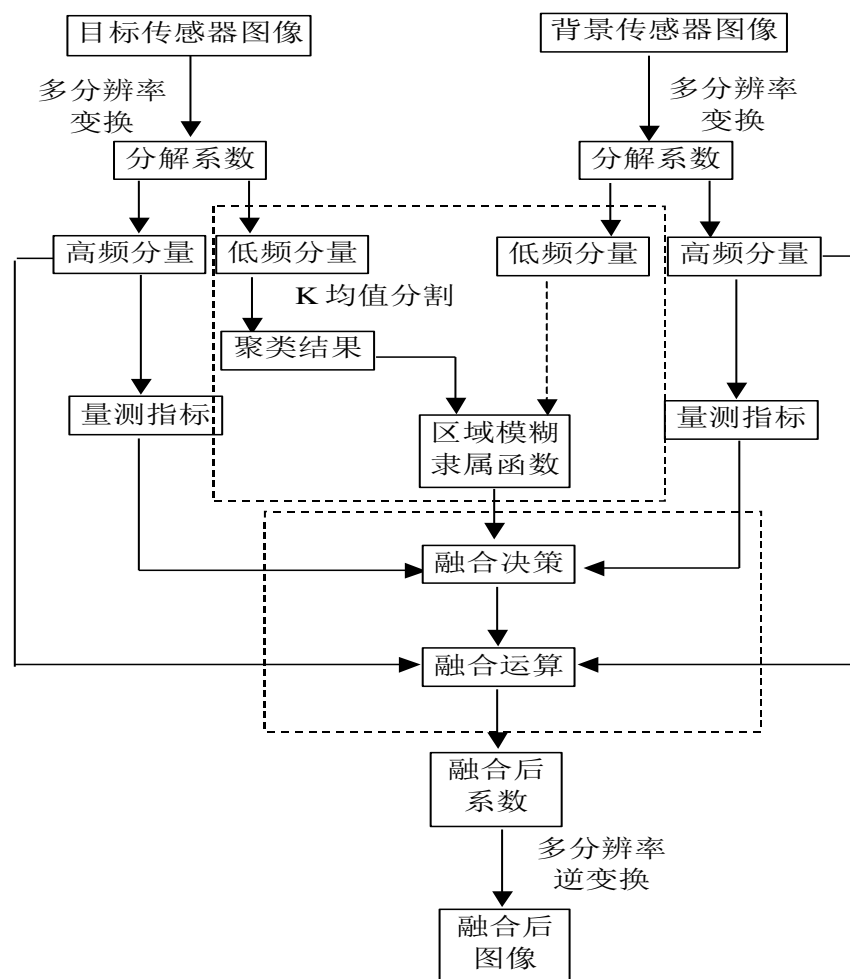 目标传感器图像
背景传感器图像
多分辨率
变换
多分辨率
变换
分解系数
分解系数
高频分量
低频分量
低频分量
高频分量
K 均值分割
聚类结果
量测指标
区域模糊
隶属函数
量测指标
融合决策
融合运算
融合后
系数
多分辨率
逆变换
融合后
图像